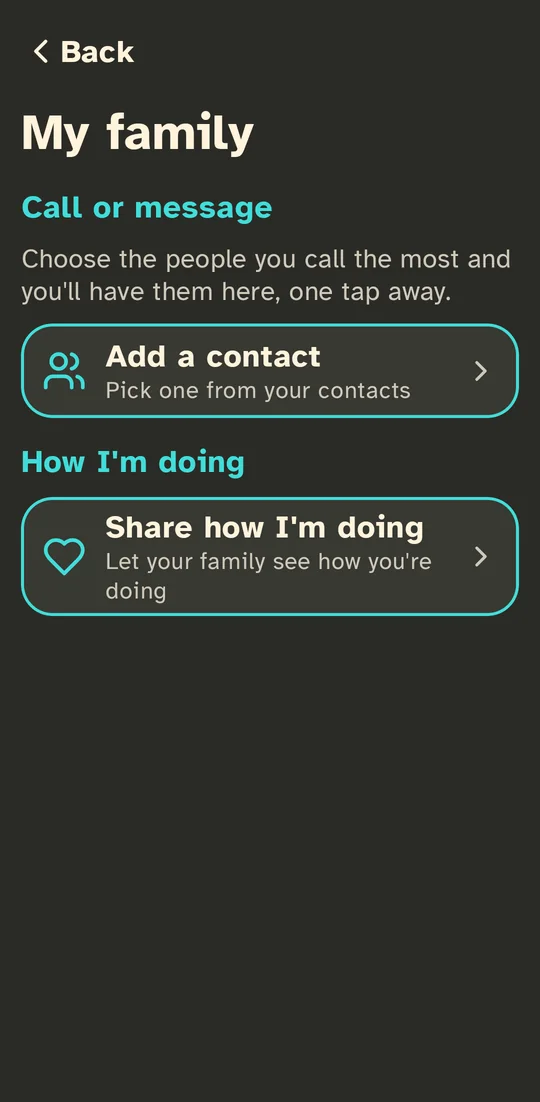 Back
My family
Call or message
Choose the people you call the most and
you'll have them here, one tap away.
Add a contact
Pick one from your contacts
How I'm doing
Share how I'm doing
Let your family see how you're
doing